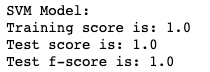 SVM Model:
Training score is: 1.0
Test score is: 1.0
Test f-score is: 1.0